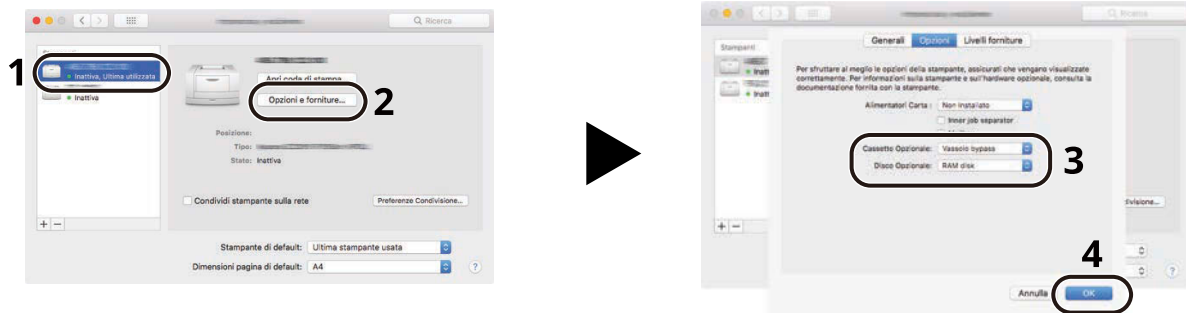 Ricerca
1
Inattiva, Ultima utilizzata
Inattiva
Apri coda di stampa...
Opzioni e forniture...
2
Posizione:
Tipo:
Stato: Inattiva
Condividi stampante sulla rete
Preferenze Condivisione...
+ −
Stampante di default: Ultima stampante usata
Dimensioni pagina di default: A4
?
Ricerca
Stampanti
Inatt
Inatt
Generali Opzioni Livelli forniture
Per sfruttare al meglio le opzioni della stampante, assicurati che vengano visualizzate
correttamente. Per informazioni sulla stampante e sull'hardware opzionale, consulta la
documentazione fornita con la stampante.
Alimentatori Carta: Non installato
Inner job separator
Cassetto Opzionale: Vassoio bypass
Disco Opzionale: RAM disk
3
divisione...
+ −
4
?
Annulla OK